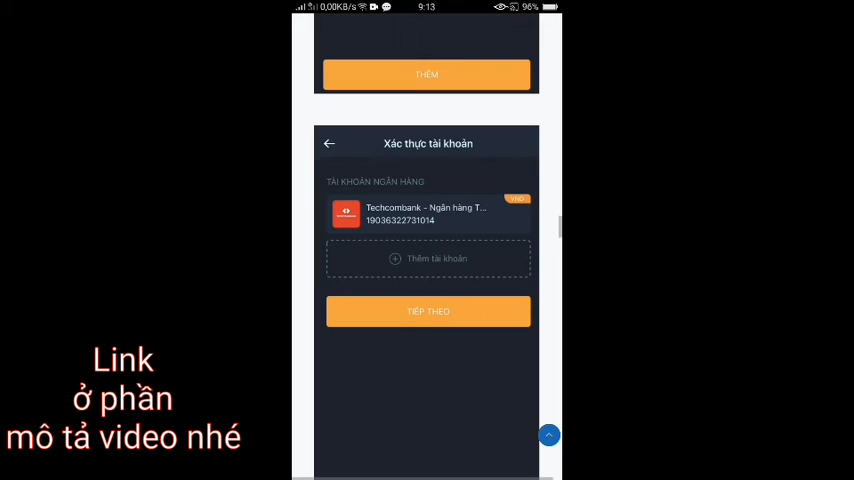 0,00KB/s
9:13
96%
THÊM
Xác thực tài khoản
TÀI KHOẢN NGÂN HÀNG
VND
Techcombank - Ngân hàng T...
19036322731014
Thêm tài khoản
TIẾP THEO
Link
ở phần
mô tả video nhé